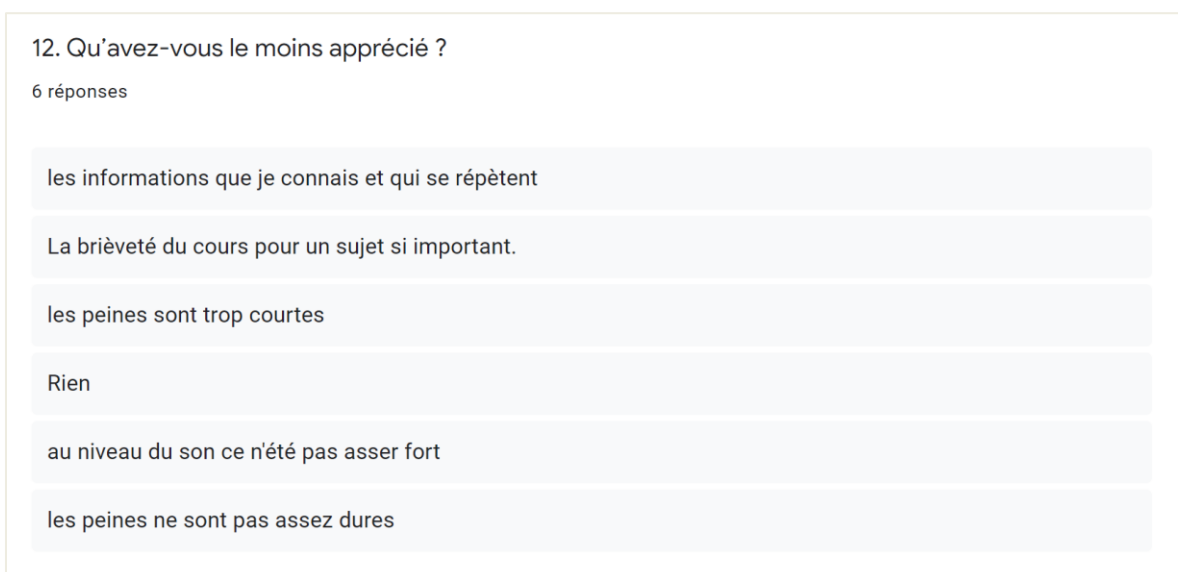 12. Qu’avez-vous le moins apprécié ?
6 réponses
les informations que je connais et qui se répètent
La brièveté du cours pour un sujet si important.
les peines sont trop courtes
Rien
au niveau du son ce n'été pas asser fort
les peines ne sont pas assez dures